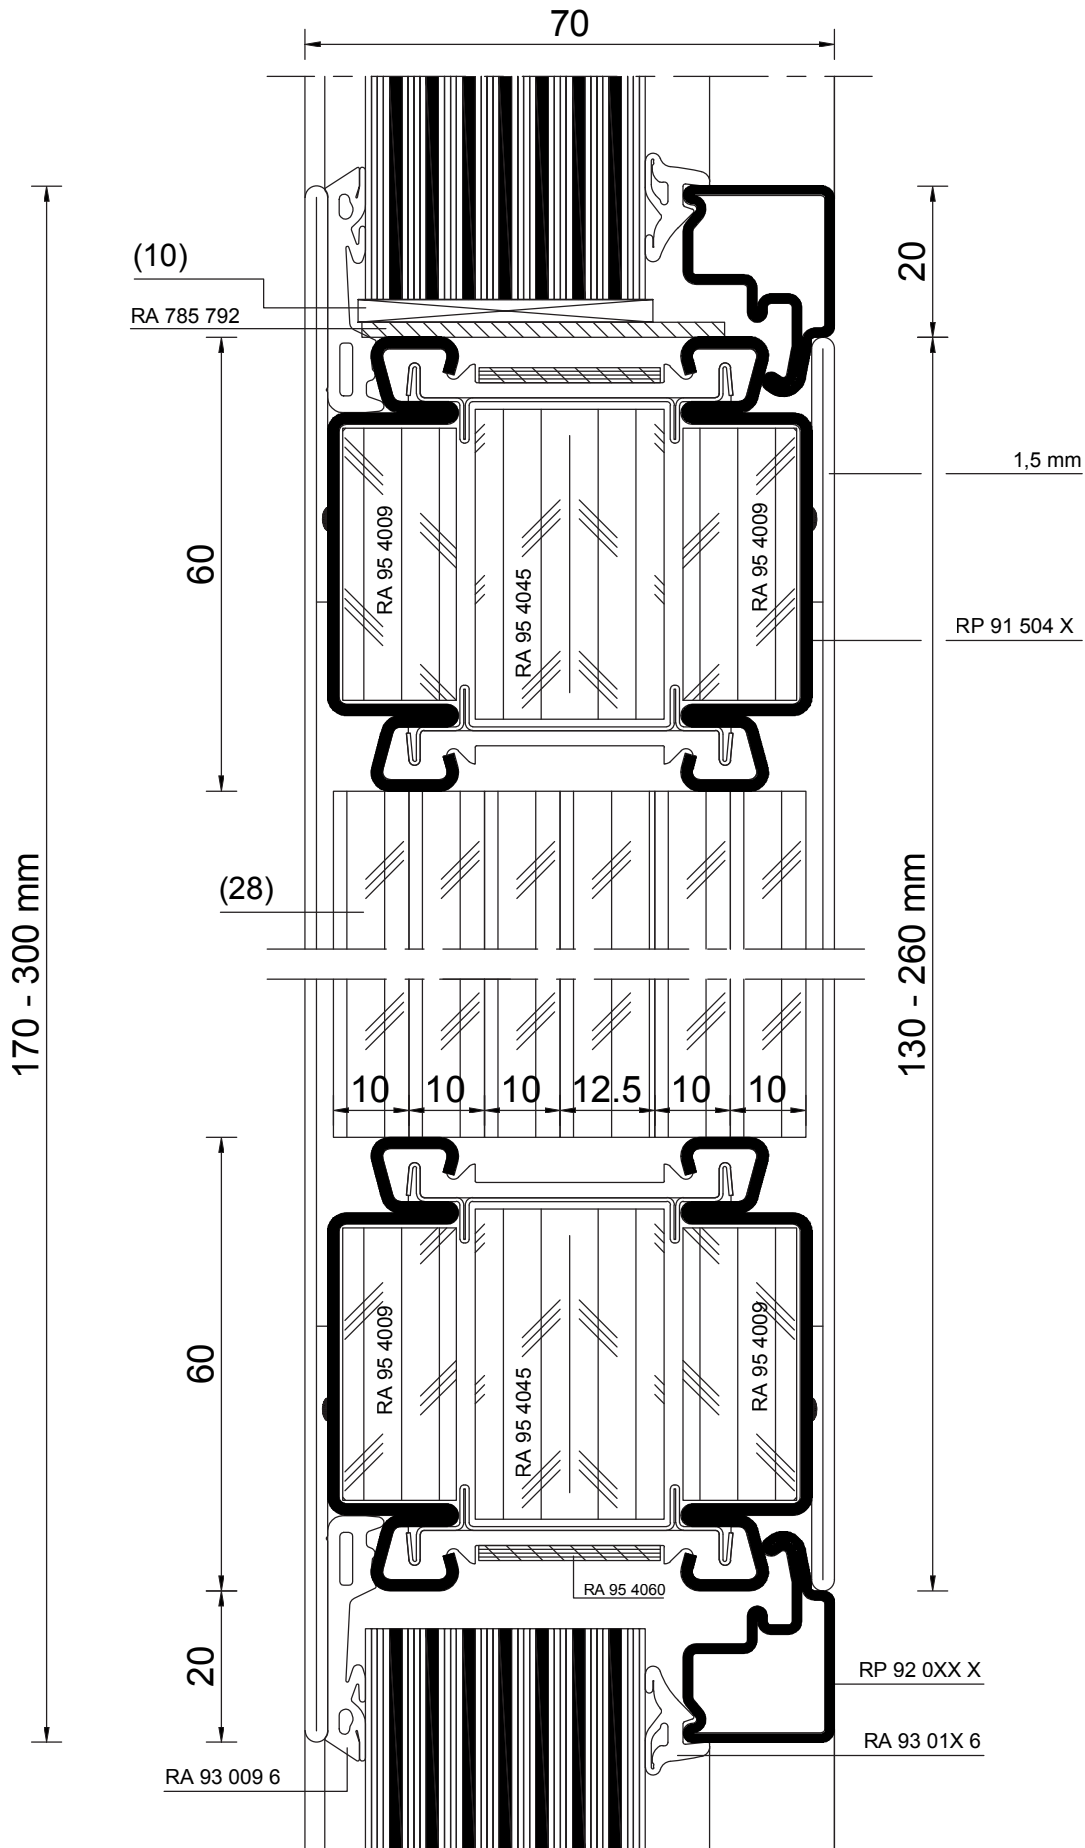 70
(10)
RA 785 792
20
1,5 mm
60
RA 95 4009
RA 95 4045
RA 95 4009
RP 91 504 X
(28)
170 - 300 mm
130 - 260 mm
10
10
10
12.5
10
10
60
RA 95 4009
RA 95 4045
RA 95 4009
RA 95 4060
20
RP 92 0XX X
RA 93 01X 6
RA 93 009 6